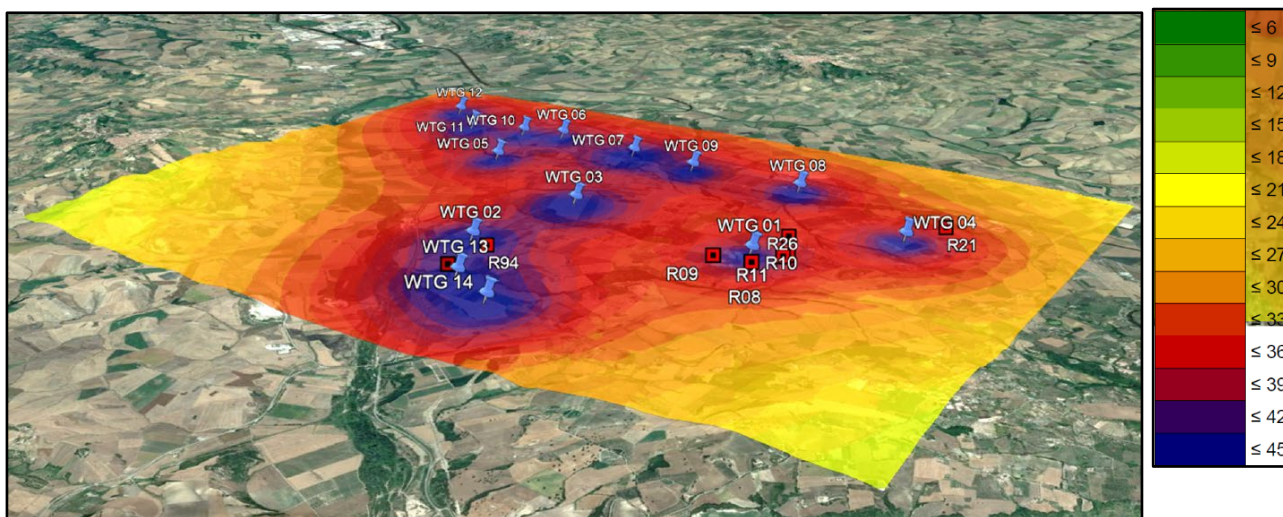 WTG 12
WTG 11
WTG 10
WTG 06
WTG 05
WTG 07
WTG 09
WTG 08
WTG 03
WTG 02
WTG 01
WTG 04
WTG 13
R94
R26
R21
WTG 14
R09
R11
R10
R08
≤ 6
≤ 9
≤ 12
≤ 15
≤ 18
≤ 21
≤ 24
≤ 27
≤ 30
≤ 33
≤ 36
≤ 39
≤ 42
≤ 45